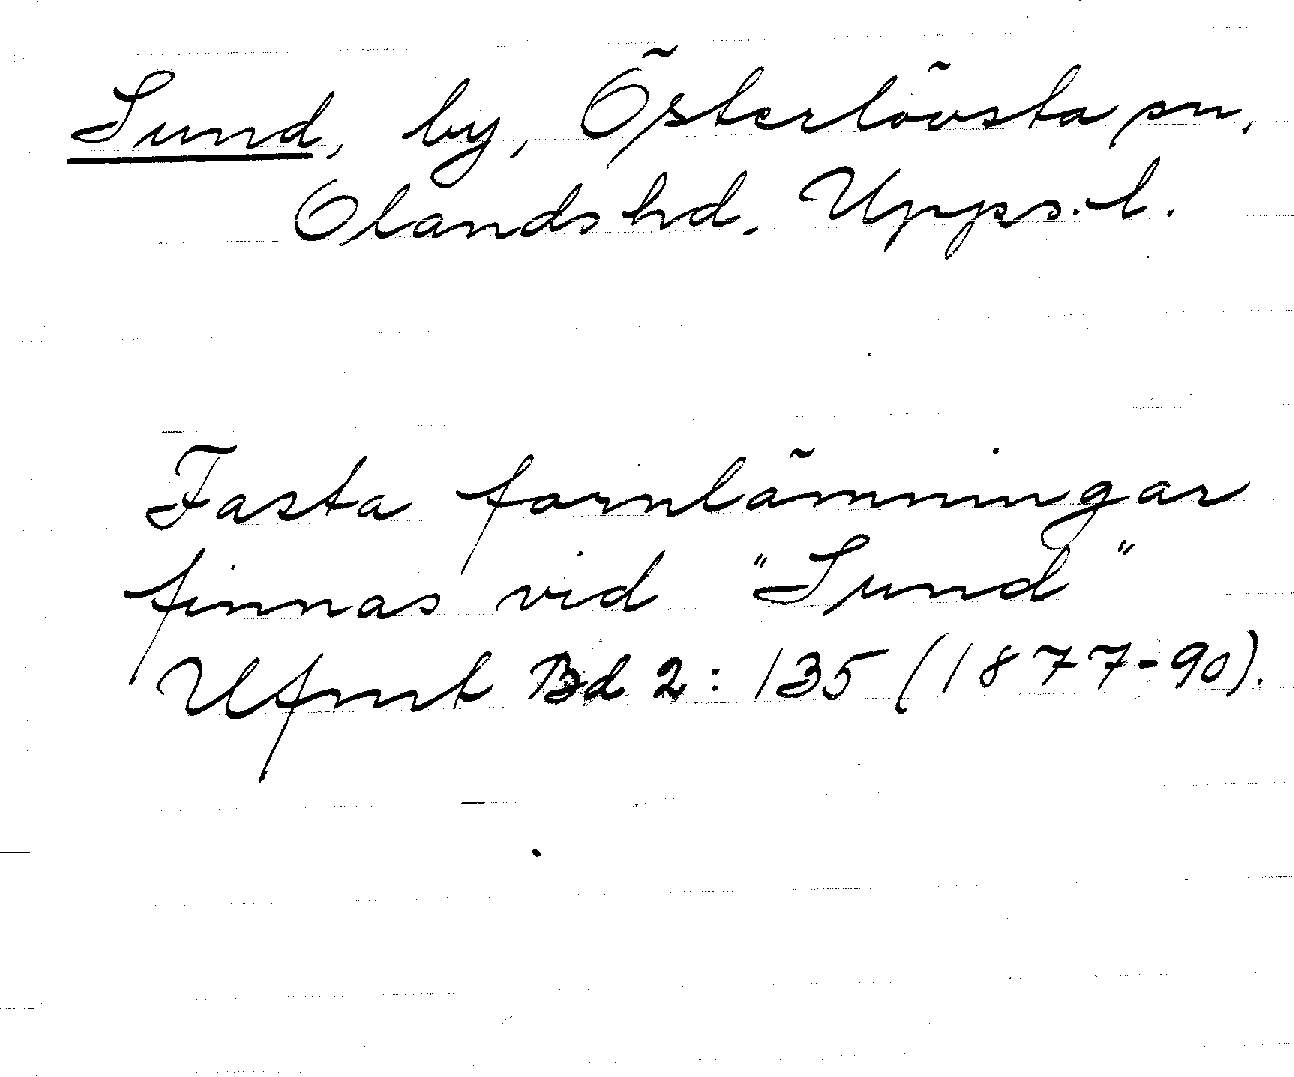 Sund, by, Österlövsta sn,
Olands hd. Upps. l.
Fasta fornlämningar
finnas vid "Sund"
Ufmt Bd 2: 135 (1877-90).